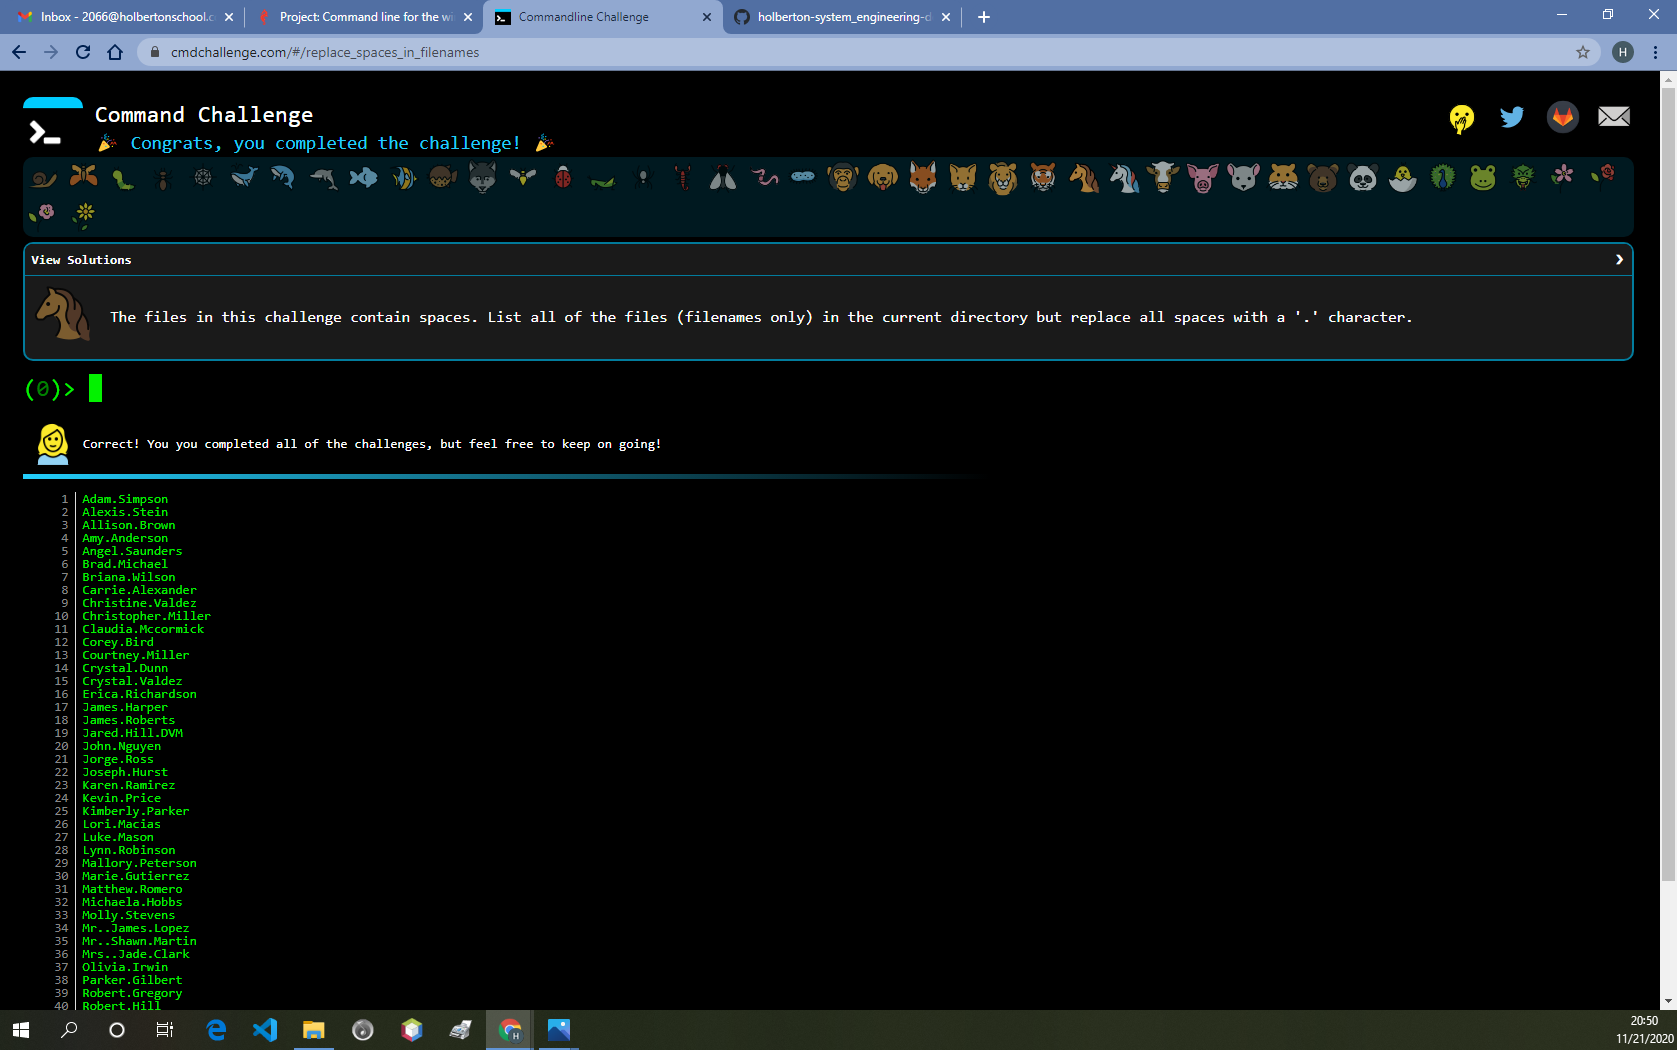 Inbox - 2066@holbertonschool.c
Project: Command line for the wi
Commandline Challenge
holberton-system_engineering-d
cmdchallenge.com/#/replace_spaces_in_filenames
H
Command Challenge
Congrats, you completed the challenge!
View Solutions
The files in this challenge contain spaces. List all of the files (filenames only) in the current directory but replace all spaces with a '.' character.
(0)>
Correct! You you completed all of the challenges, but feel free to keep on going!
1 Adam.Simpson
2 Alexis.Stein
3 Allison.Brown
4 Amy.Anderson
5 Angel.Saunders
6 Brad.Michael
7 Briana.Wilson
8 Carrie.Alexander
9 Christine.Valdez
10 Christopher.Miller
11 Claudia.Mccormick
12 Corey.Bird
13 Courtney.Miller
14 Crystal.Dunn
15 Crystal.Valdez
16 Erica.Richardson
17 James.Harper
18 James.Roberts
19 Jared.Hill.DVM
20 John.Nguyen
21 Jorge.Ross
22 Joseph.Hurst
23 Karen.Ramirez
24 Kevin.Price
25 Kimberly.Parker
26 Lori.Macias
27 Luke.Mason
28 Lynn.Robinson
29 Mallory.Peterson
30 Marie.Gutierrez
31 Matthew.Romero
32 Michaela.Hobbs
33 Molly.Stevens
34 Mr..James.Lopez
35 Mr..Shawn.Martin
36 Mrs..Jade.Clark
37 Olivia.Irwin
38 Parker.Gilbert
39 Robert.Gregory
40 Robert.Hill
H
20:50
11/21/2020